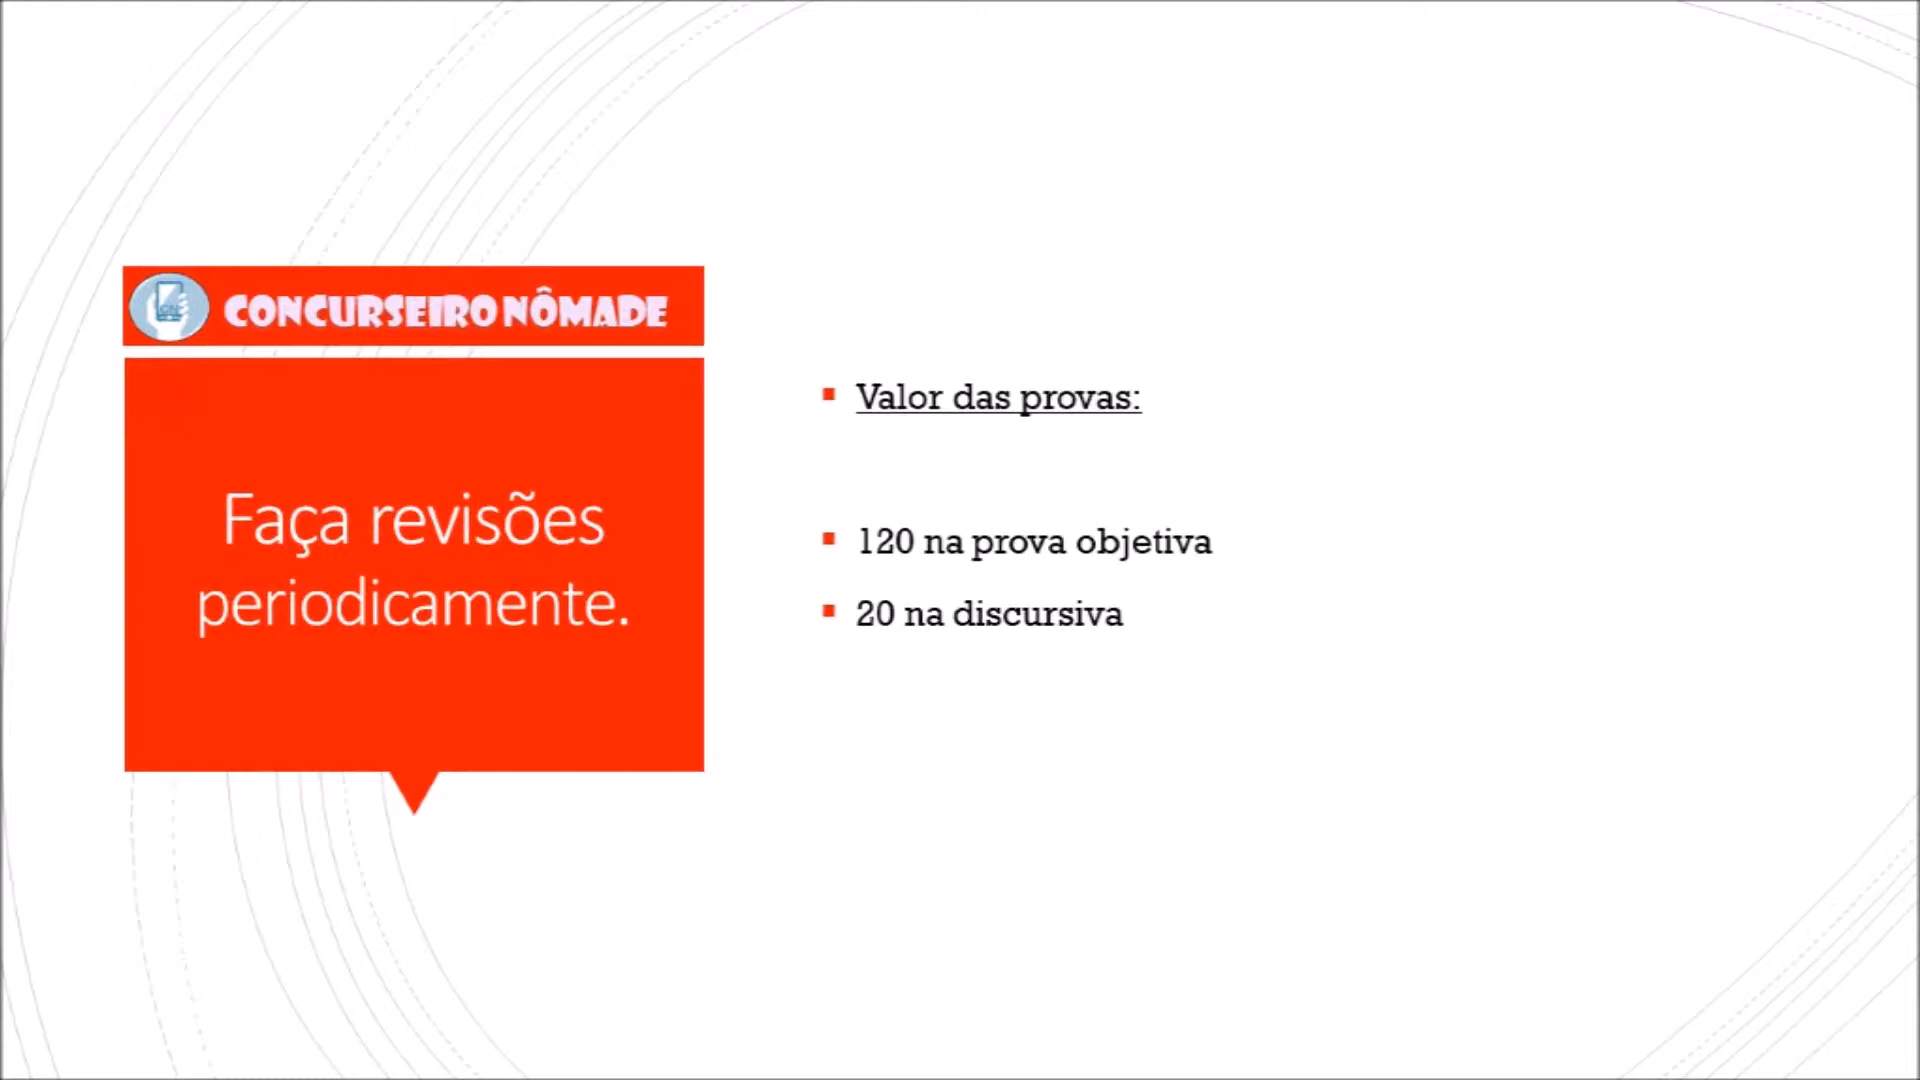 CONCURSEIRO NÔMADE
Faça revisões
periodicamente.
Valor das provas:
120 na prova objetiva
20 na discursiva